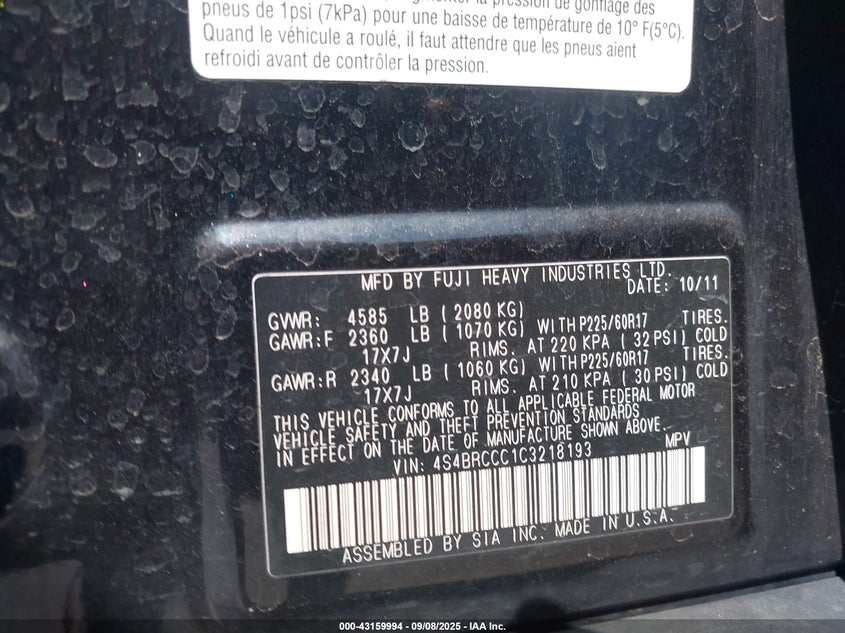 la pression de gonflage des
pneus de 1psi (7kPa) pour une baisse de température de 10° F(5°C).
Quand le véhicule a roulé, il faut attendre que les pneus aient
refroidi avant de contrôler la pression.
MFD BY FUJI HEAVY INDUSTRIES LTD.
DATE: 10/11
GVWR: 4585 LB (2080 KG)
GAWR:F 2360 LB (1070 KG) WITH P225/60R17 TIRES.
17X7J RIMS. AT 220 KPA (32 PSI) COLD
GAWR:R 2340 LB (1060 KG) WITH P225/60R17 TIRES.
17X7J RIMS. AT 210 KPA (30 PSI) COLD
THIS VEHICLE CONFORMS TO ALL APPLICABLE FEDERAL MOTOR
VEHICLE SAFETY AND THEFT PREVENTION STANDARDS
IN EFFECT ON THE DATE OF MANUFACTURE SHOWN ABOVE.
VIN: 4S4BRCCC1C3218193 MPV
ASSEMBLED BY SIA INC. MADE IN U.S.A.
000-43159994 - 09/08/2025 - IAA Inc.